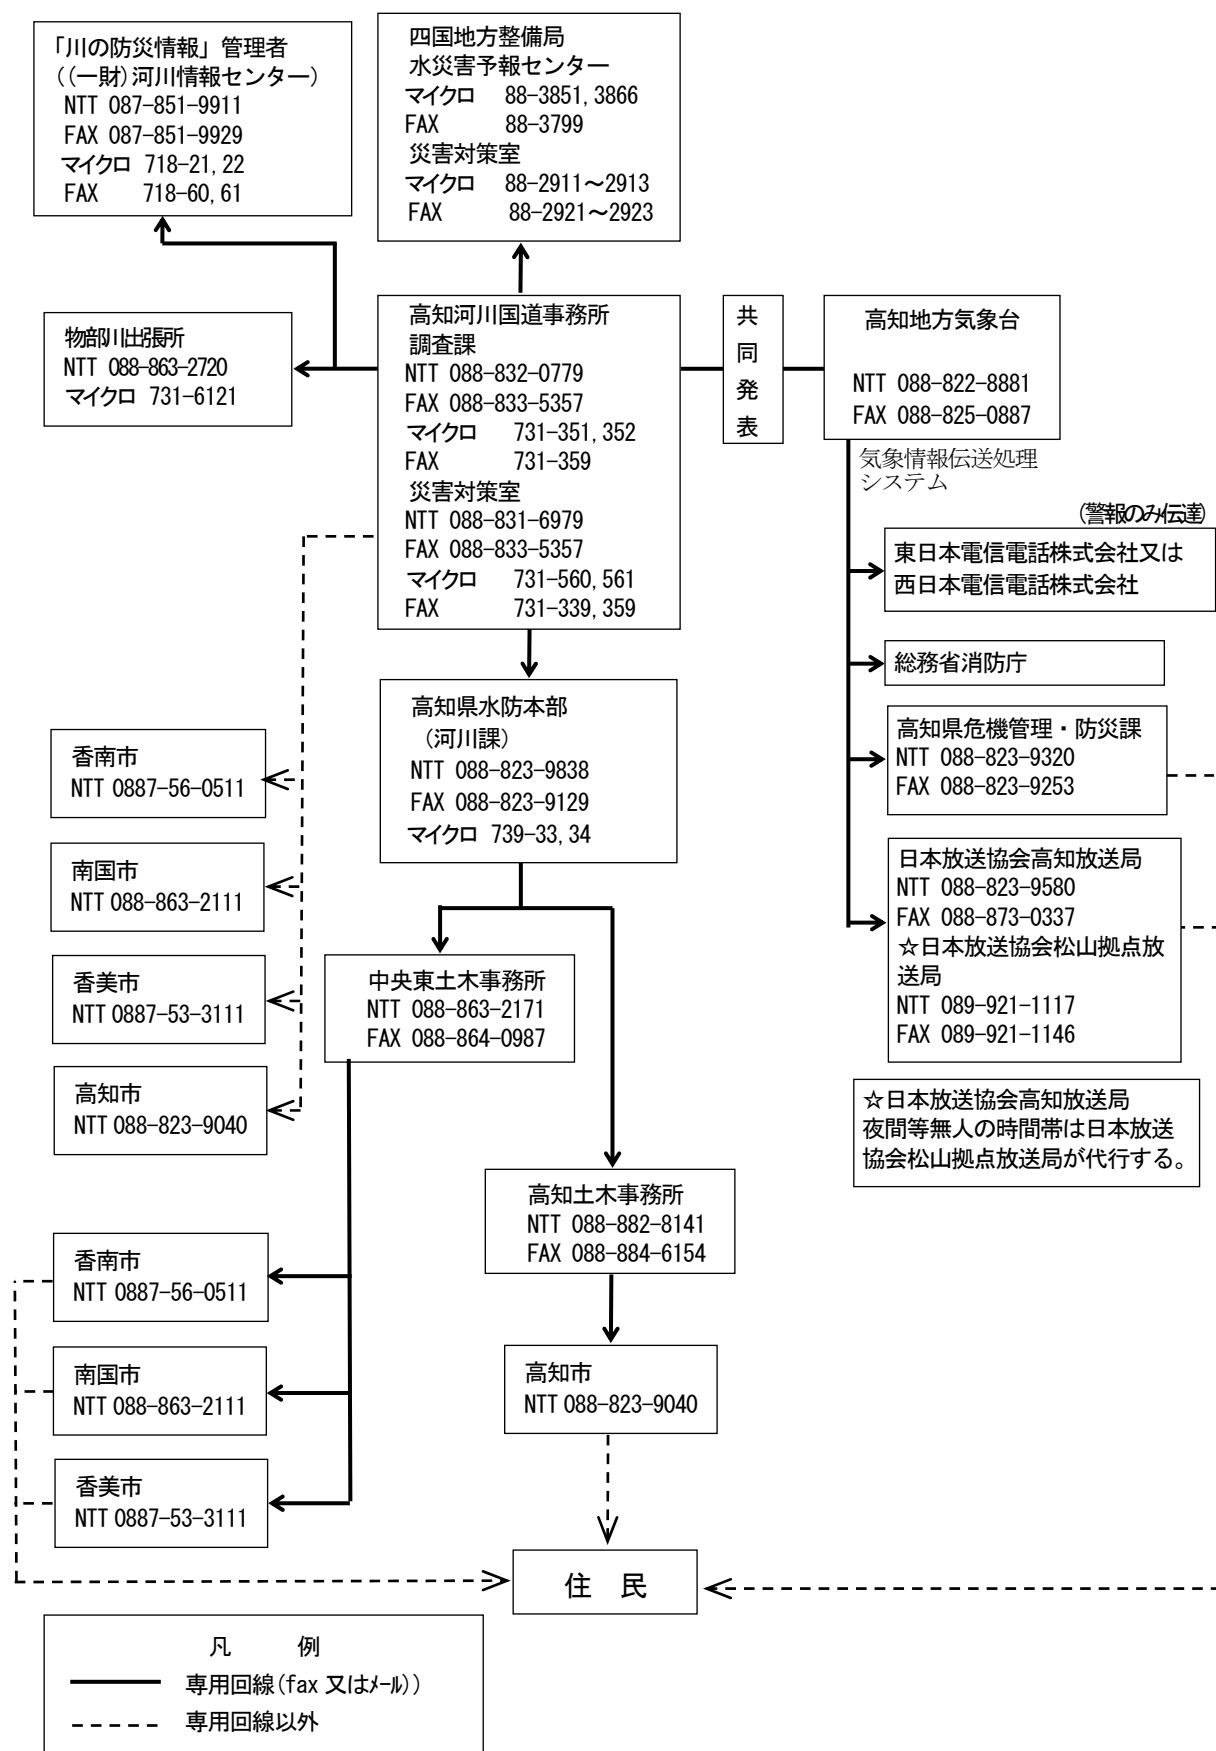 「川の防災情報」管理者
((一財)河川情報センター)
NTT 087-851-9911
FAX 087-851-9929
マイクロ 718-21,22
FAX 718-60,61
四国地方整備局
水災害予報センター
マイクロ 88-3851,3866
FAX 88-3799
災害対策室
マイクロ 88-2911～2913
FAX 88-2921～2923
物部川出張所
NTT 088-863-2720
マイクロ 731-6121
高知河川国道事務所
調査課
NTT 088-832-0779
FAX 088-833-5357
マイクロ 731-351,352
FAX 731-359
災害対策室
NTT 088-831-6979
FAX 088-833-5357
マイクロ 731-560,561
FAX 731-339,359
共
同
発
表
高知地方気象台
NTT 088-822-8881
FAX 088-825-0887
気象情報伝送処理
システム
(警報のみ伝達)
東日本電信電話株式会社又は
西日本電信電話株式会社
総務省消防庁
高知県危機管理・防災課
NTT 088-823-9320
FAX 088-823-9253
日本放送協会高知放送局
NTT 088-823-9580
FAX 088-873-0337
☆日本放送協会松山拠点放
送局
NTT 089-921-1117
FAX 089-921-1146
☆日本放送協会高知放送局
夜間等無人の時間帯は日本放送
協会松山拠点放送局が代行する。
高知県水防本部
(河川課)
NTT 088-823-9838
FAX 088-823-9129
マイクロ 739-33,34
香南市
NTT 0887-56-0511
南国市
NTT 088-863-2111
香美市
NTT 0887-53-3111
高知市
NTT 088-823-9040
中央東土木事務所
NTT 088-863-2171
FAX 088-864-0987
高知土木事務所
NTT 088-882-8141
FAX 088-884-6154
香南市
NTT 0887-56-0511
南国市
NTT 088-863-2111
香美市
NTT 0887-53-3111
高知市
NTT 088-823-9040
住 民
凡 例
専用回線(fax 又はﾒｰﾙ))
専用回線以外